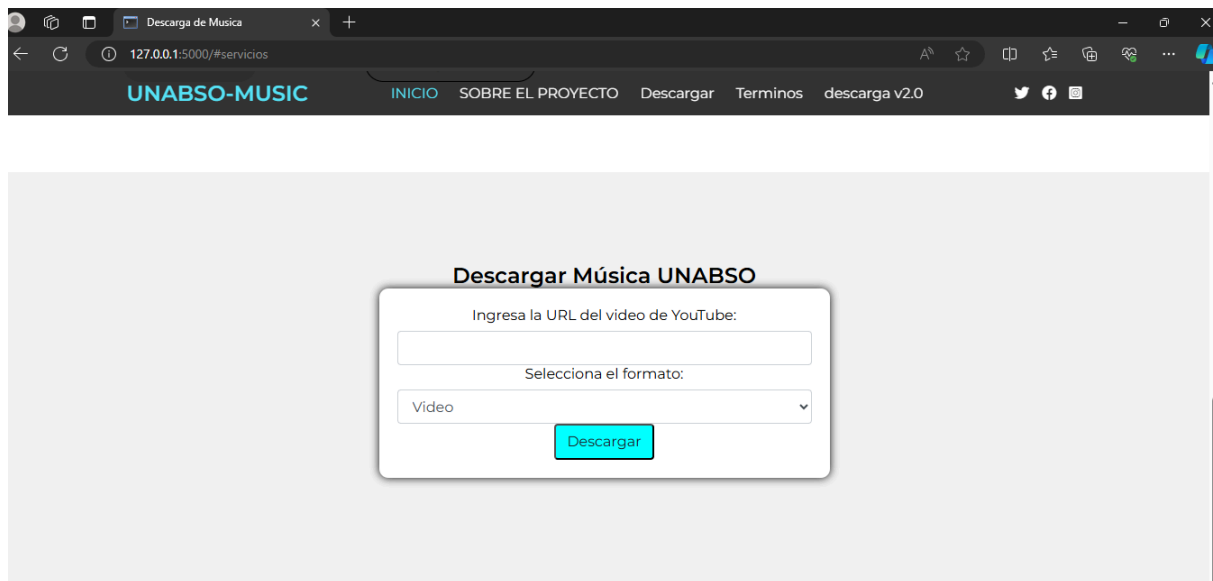 Descarga de Musica
127.0.0.1:5000/#servicios
UNABSO-MUSIC INICIO SOBRE EL PROYECTO Descargar Terminos descarga v2.0
Descargar Música UNABSO
Ingresa la URL del video de YouTube:
Selecciona el formato:
Video
Descargar